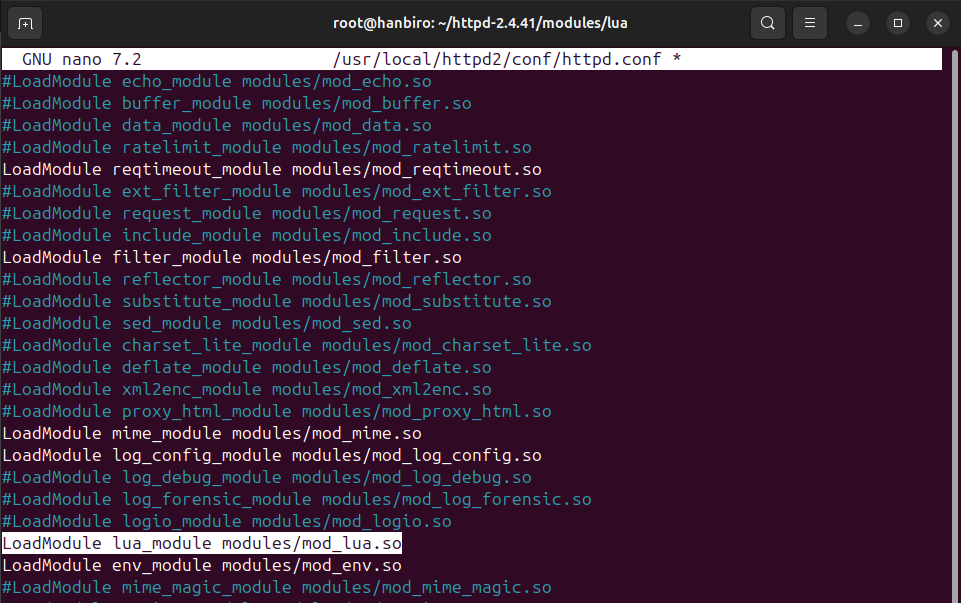 root@hanbiro: ~/httpd-2.4.41/modules/lua
GNU nano 7.2 /usr/local/httpd2/conf/httpd.conf *
#LoadModule echo_module modules/mod_echo.so
#LoadModule buffer_module modules/mod_buffer.so
#LoadModule data_module modules/mod_data.so
#LoadModule ratelimit_module modules/mod_ratelimit.so
LoadModule reqtimeout_module modules/mod_reqtimeout.so
#LoadModule ext_filter_module modules/mod_ext_filter.so
#LoadModule request_module modules/mod_request.so
#LoadModule include_module modules/mod_include.so
LoadModule filter_module modules/mod_filter.so
#LoadModule reflector_module modules/mod_reflector.so
#LoadModule substitute_module modules/mod_substitute.so
#LoadModule sed_module modules/mod_sed.so
#LoadModule charset_lite_module modules/mod_charset_lite.so
#LoadModule deflate_module modules/mod_deflate.so
#LoadModule xml2enc_module modules/mod_xml2enc.so
#LoadModule proxy_html_module modules/mod_proxy_html.so
LoadModule mime_module modules/mod_mime.so
LoadModule log_config_module modules/mod_log_config.so
#LoadModule log_debug_module modules/mod_log_debug.so
#LoadModule log_forensic_module modules/mod_log_forensic.so
#LoadModule logio_module modules/mod_logio.so
LoadModule lua_module modules/mod_lua.so
LoadModule env_module modules/mod_env.so
#LoadModule mime_magic_module modules/mod_mime_magic.so